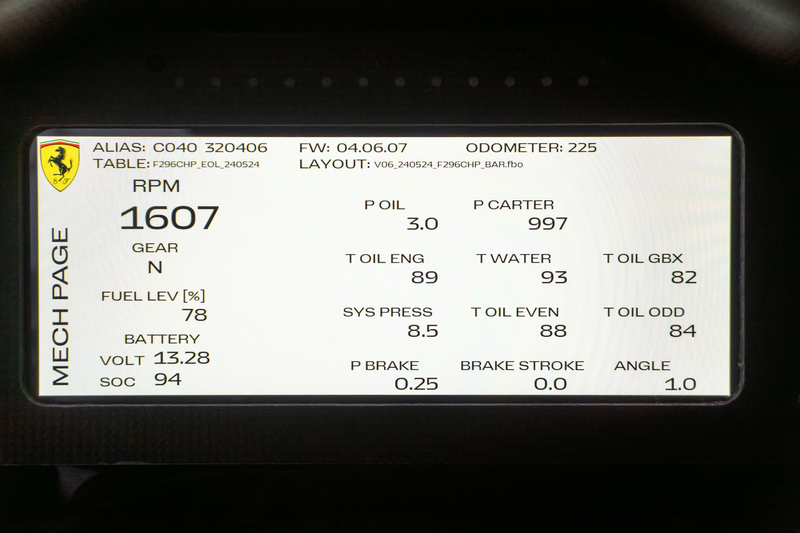 ALIAS: C040 320406 FW: 04.06.07 ODOMETER: 225
TABLE: F296CHP_EOL_240524 LAYOUT: V06_240524_F296CHP_BAR.fbo
S F
MECH PAGE
RPM
1607
GEAR
N
FUEL LEV [%]
78
BATTERY
VOLT 13.28
SOC 94
P OIL P CARTER
3.0 997
T OIL ENG T WATER T OIL GBX
89 93 82
SYS PRESS T OIL EVEN T OIL ODD
8.5 88 84
P BRAKE BRAKE STROKE ANGLE
0.25 0.0 1.0